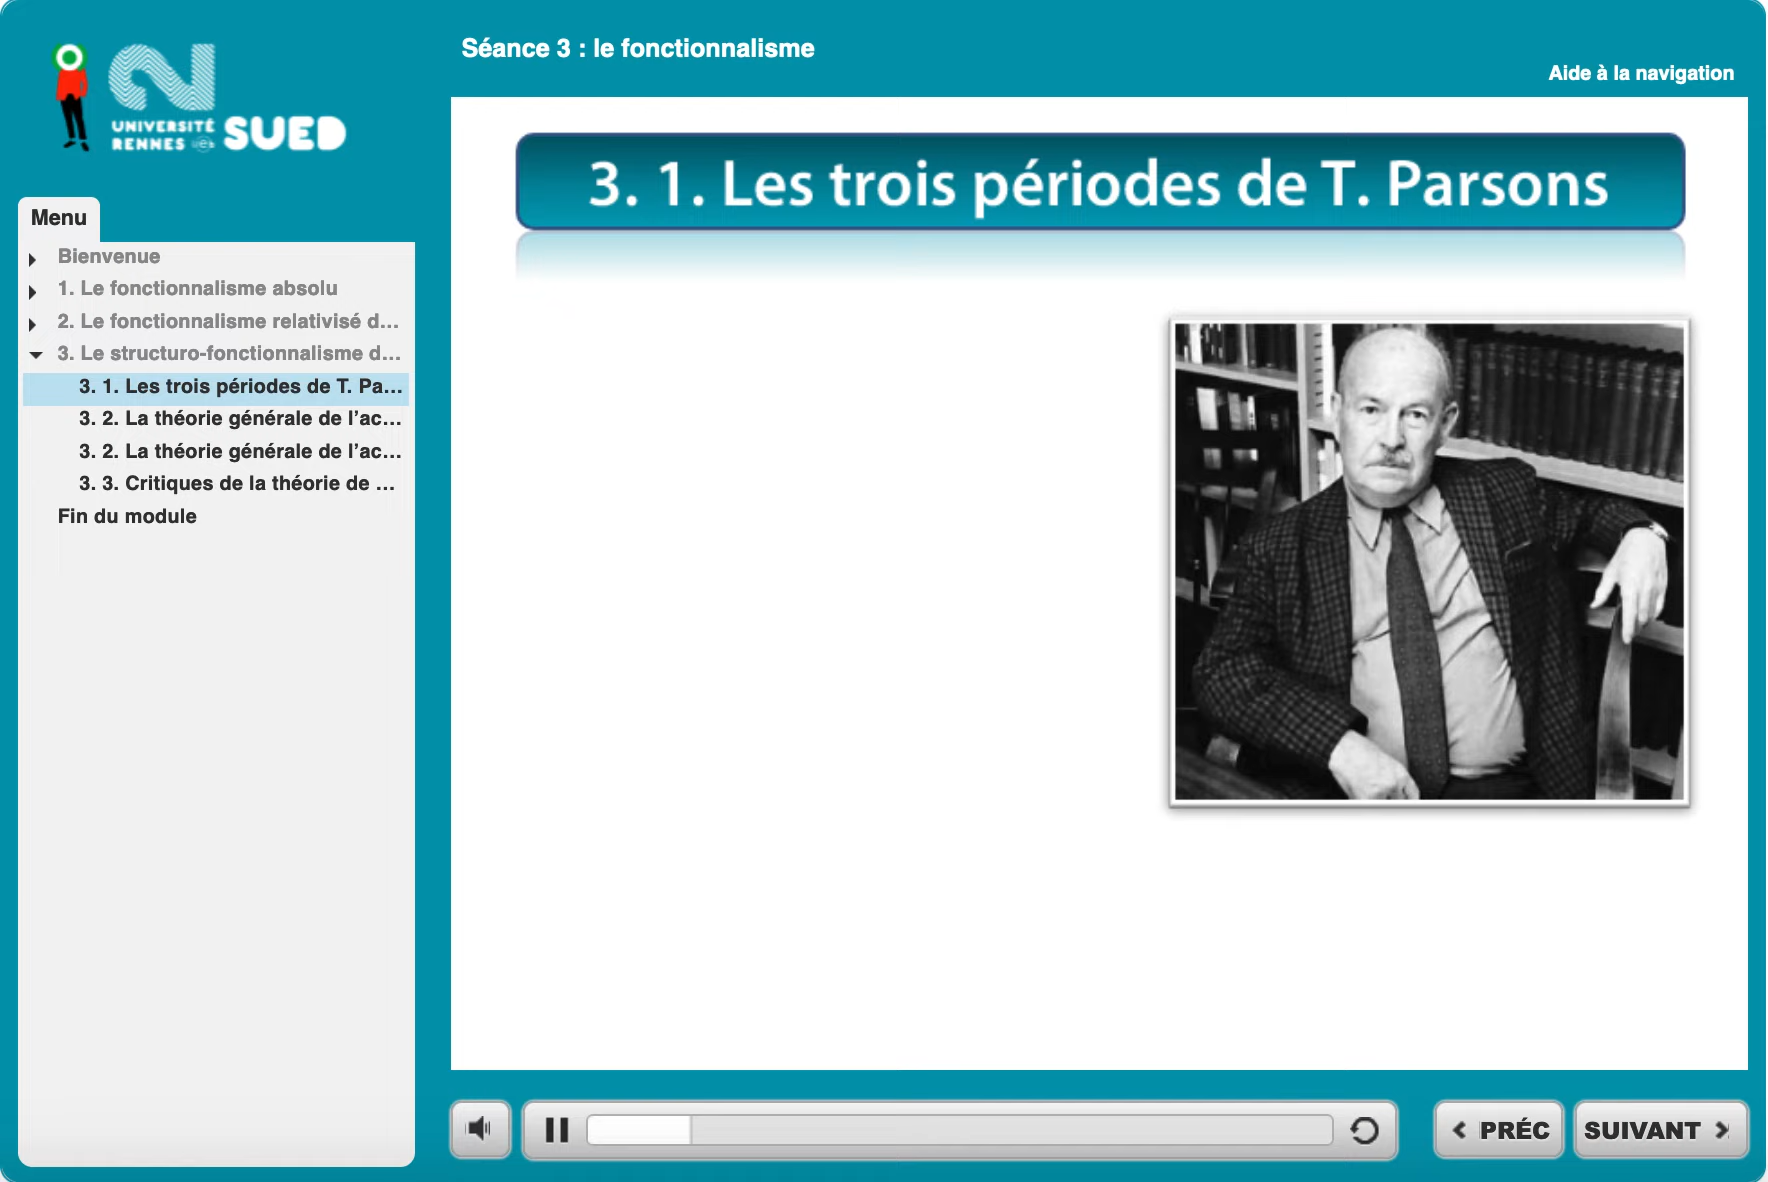 UNIVERSITÉ
RENNES ueb SUED
Séance 3 : le fonctionnalisme
Aide à la navigation
Menu
Bienvenue
1. Le fonctionnalisme absolu
2. Le fonctionnalisme relativisé d...
3. Le structuro-fonctionnalisme d...
3. 1. Les trois périodes de T. Pa...
3. 2. La théorie générale de l'ac...
3. 2. La théorie générale de l'ac...
3. 3. Critiques de la théorie de ...
Fin du module
3. 1. Les trois périodes de T. Parsons
PRÉC
SUIVANT